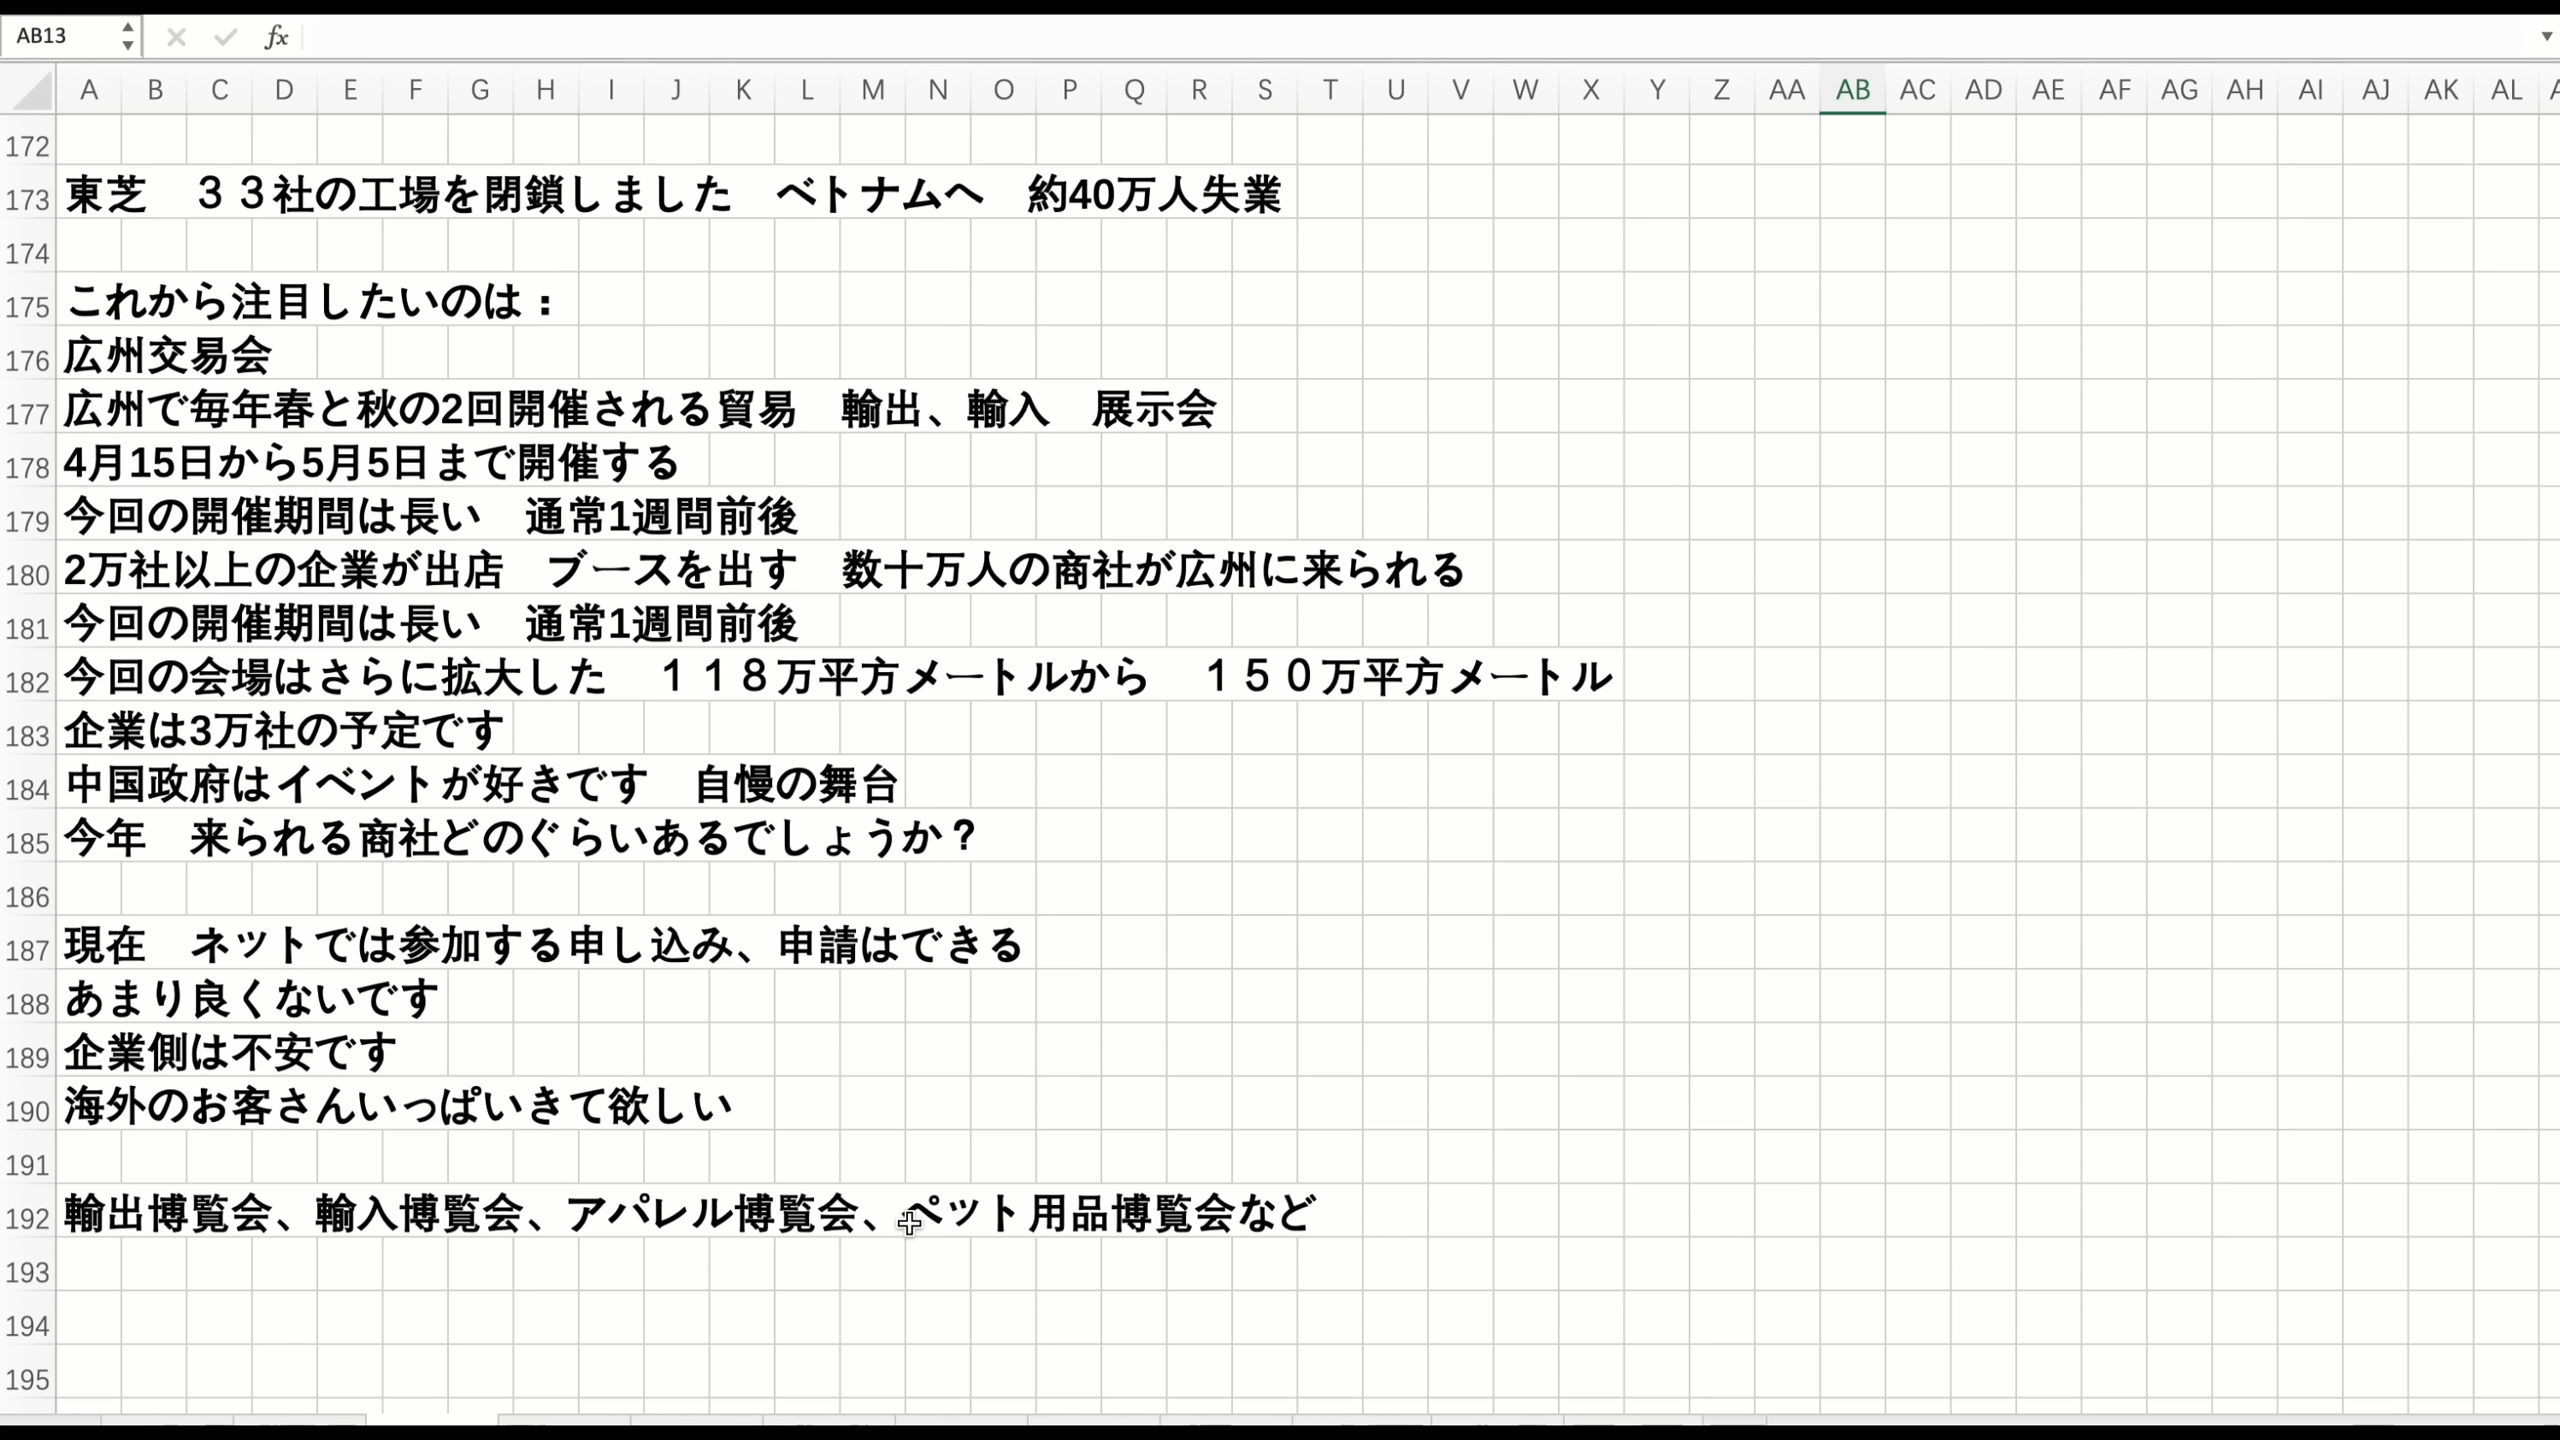 AB13 fx
A B C D E F G H I J K L M N O P Q R S T U V W X Y Z AA AB AC AD AE AF AG AH AI AJ AK AL
172
173 東芝　３３社の工場を閉鎖しました　ベトナムへ　約40万人失業
174
175 これから注目したいのは：
176 広州交易会
177 広州で毎年春と秋の2回開催される貿易　輸出、輸入　展示会
178 4月15日から5月5日まで開催する
179 今回の開催期間は長い　通常1週間前後
180 2万社以上の企業が出店　ブースを出す　数十万人の商社が広州に来られる
181 今回の開催期間は長い　通常1週間前後
182 今回の会場はさらに拡大した　１１８万平方メートルから　１５０万平方メートル
183 企業は3万社の予定です
184 中国政府はイベントが好きです　自慢の舞台
185 今年　来られる商社どのぐらいあるでしょうか？
186
187 現在　ネットでは参加する申し込み、申請はできる
188 あまり良くないです
189 企業側は不安です
190 海外のお客さんいっぱいきて欲しい
191
192 輸出博覧会、輸入博覧会、アパレル博覧会、ペット用品博覧会など
193
194
195